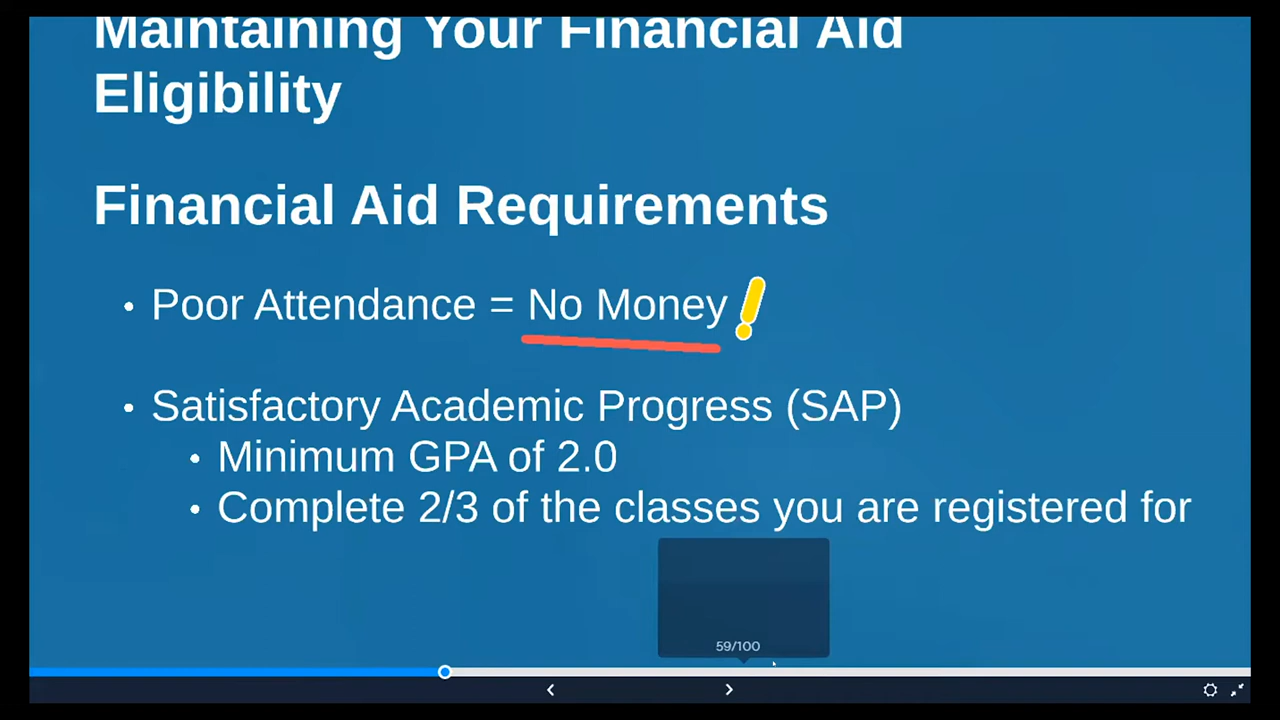 Maintaining Your Financial Aid
Eligibility
Financial Aid Requirements
• Poor Attendance = No Money!
• Satisfactory Academic Progress (SAP)
• Minimum GPA of 2.0
• Complete 2/3 of the classes you are registered for
59/100